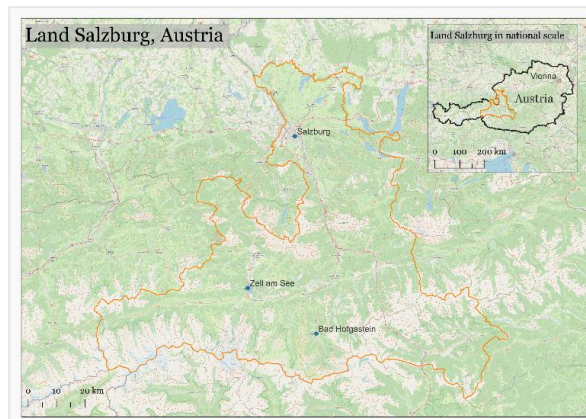 Land Salzburg, Austria
Land Salzburg in national scale
Vienna
Austria
0 100 200 km
Salzburg
Zell am See
Bad Hofgastein
0 10 20 km